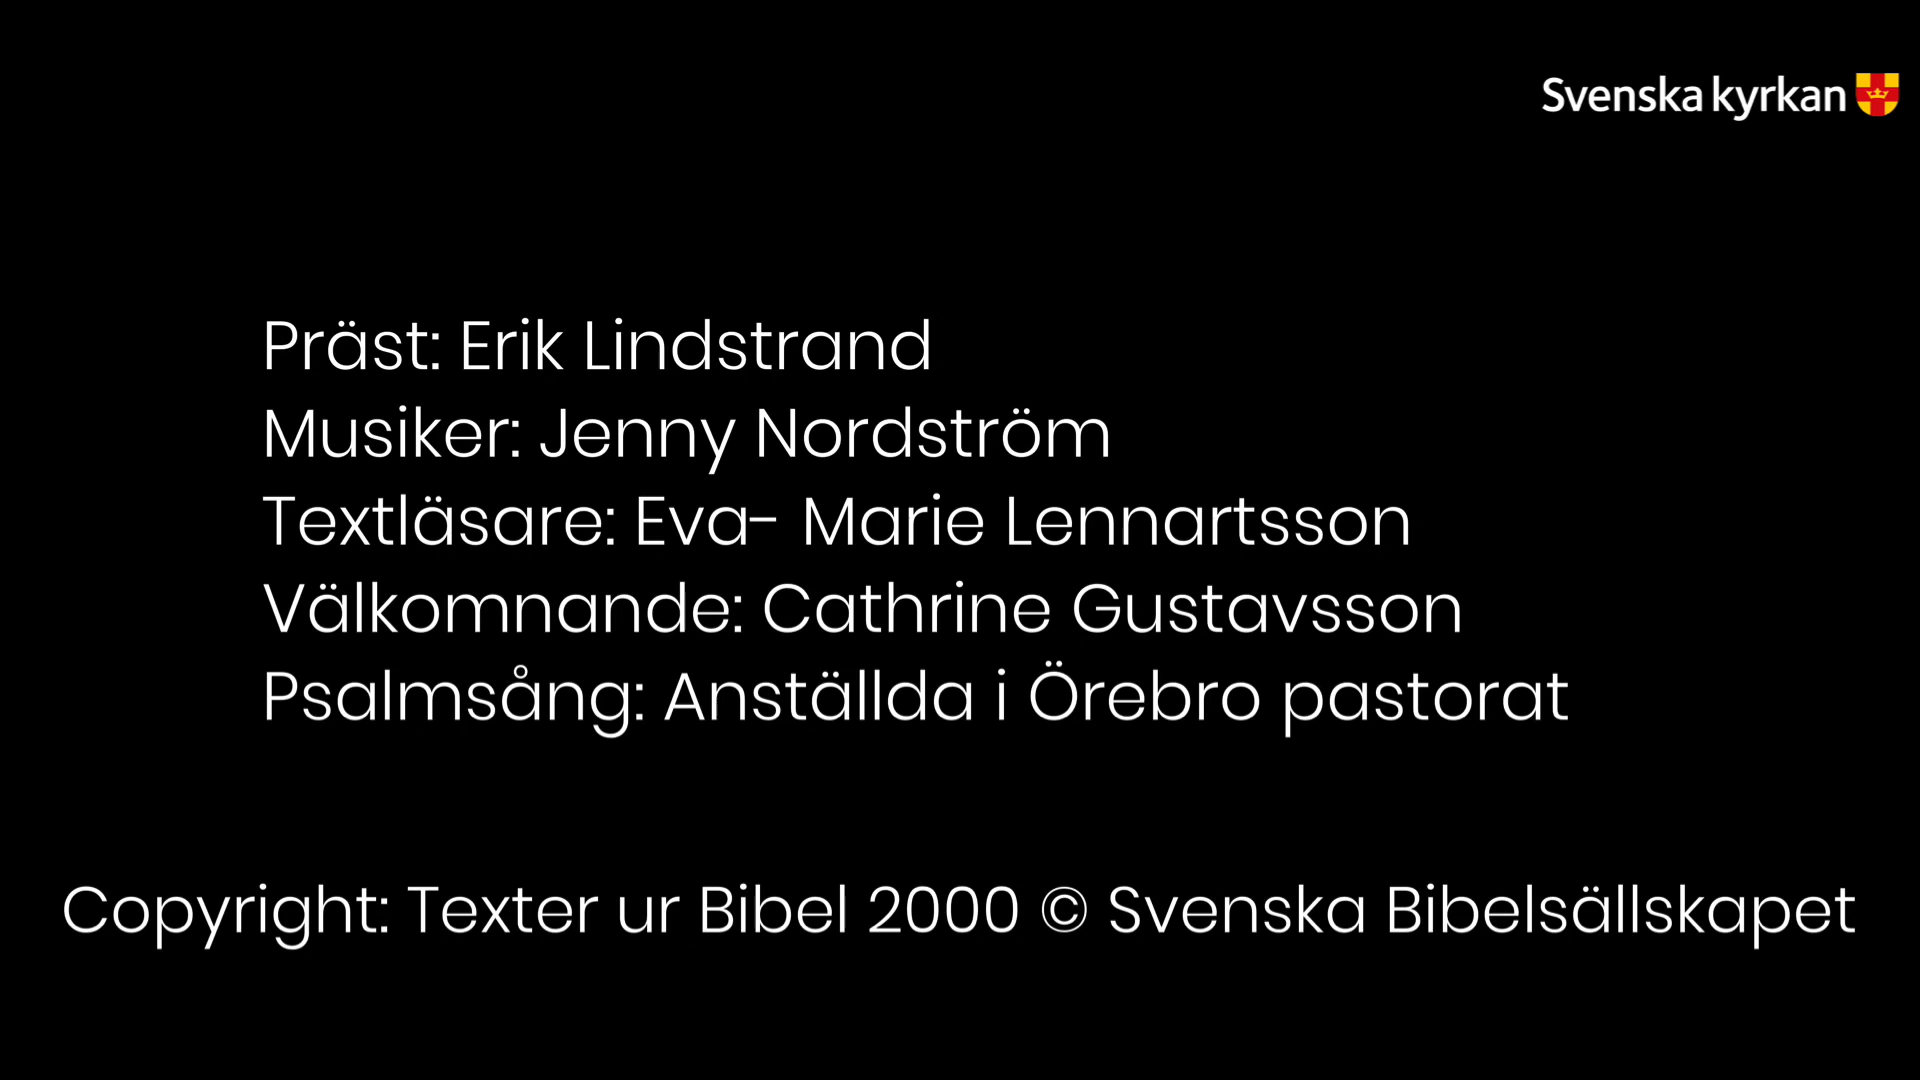 Svenska kyrkan
Präst: Erik Lindstrand
Musiker: Jenny Nordström
Textläsare: Eva- Marie Lennartsson
Välkomnande: Cathrine Gustavsson
Psalmsång: Anställda i Örebro pastorat
Copyright: Texter ur Bibel 2000 © Svenska Bibelsällskapet